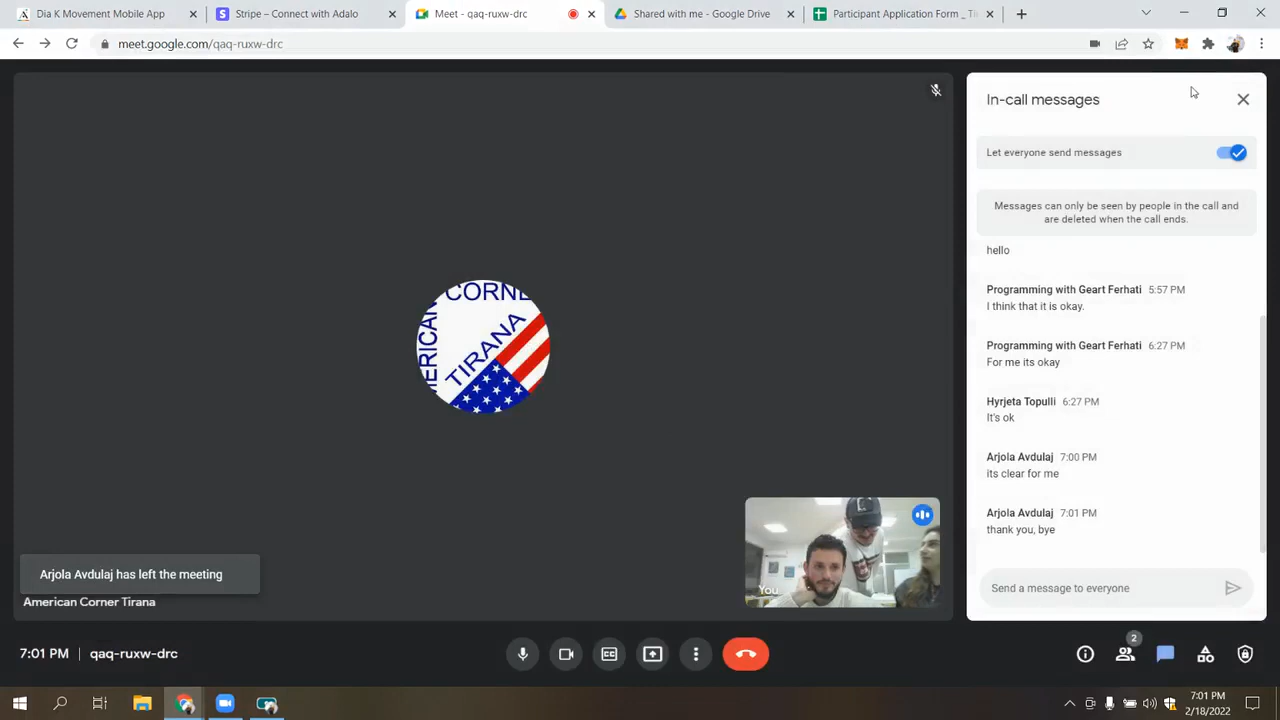 Dia K Movement Mobile App
Stripe – Connect with Adalo
Meet - qaq-ruxw-drc
Shared with me - Google Drive
Participant Application Form _ Ti
meet.google.com/qaq-ruxw-drc
CORNE
ERICAN
TIRANA
You
Arjola Avdulaj has left the meeting
American Corner Tirana
In-call messages
Let everyone send messages
Messages can only be seen by people in the call and
are deleted when the call ends.
hello
Programming with Geart Ferhati 5:57 PM
I think that it is okay.
Programming with Geart Ferhati 6:27 PM
For me its okay
Hyrjeta Topulli 6:27 PM
It's ok
Arjola Avdulaj 7:00 PM
its clear for me
Arjola Avdulaj 7:01 PM
thank you, bye
Send a message to everyone
7:01 PM qaq-ruxw-drc
CC
2
7:01 PM
2/18/2022